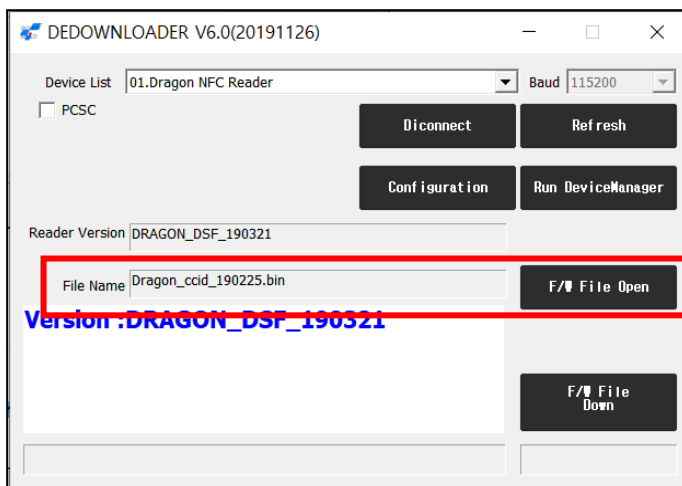 DEDOWNLOADER V6.0(20191126)
Device List 01.Dragon NFC Reader Baud 115200
PCSC
Diconnect Refresh
Configuration Run DeviceManager
Reader Version DRAGON_DSF_190321
File Name Dragon_ccid_190225.bin F/W File Open
Version :DRAGON_DSF_190321
F/W File
Down